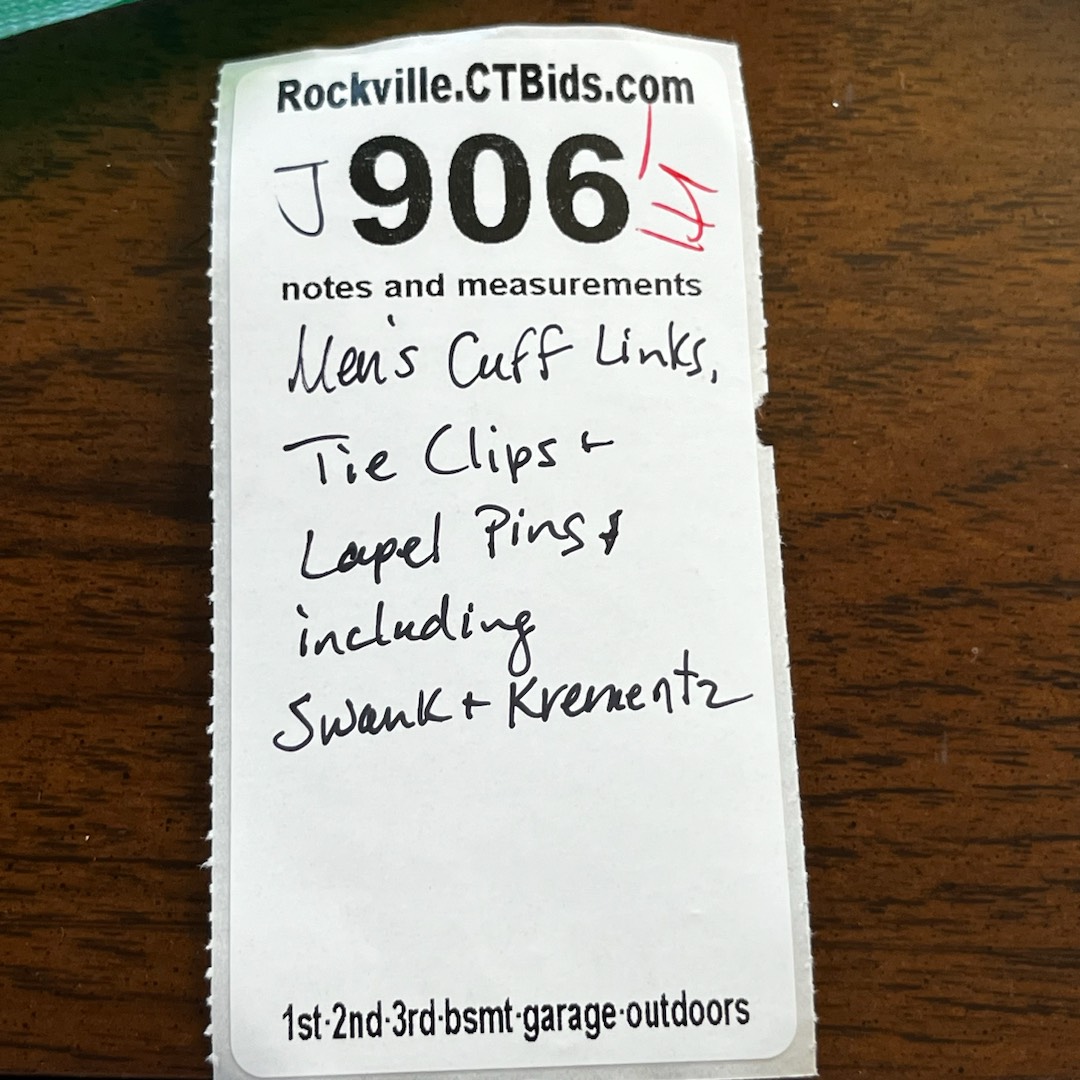 Rockville.CTBids.com
J906
notes and measurements
Men's Cuff Links,
Tie Clips +
Lapel Pins
including
Swank + Krementz
1st·2nd·3rd·bsmt·garage·outdoors